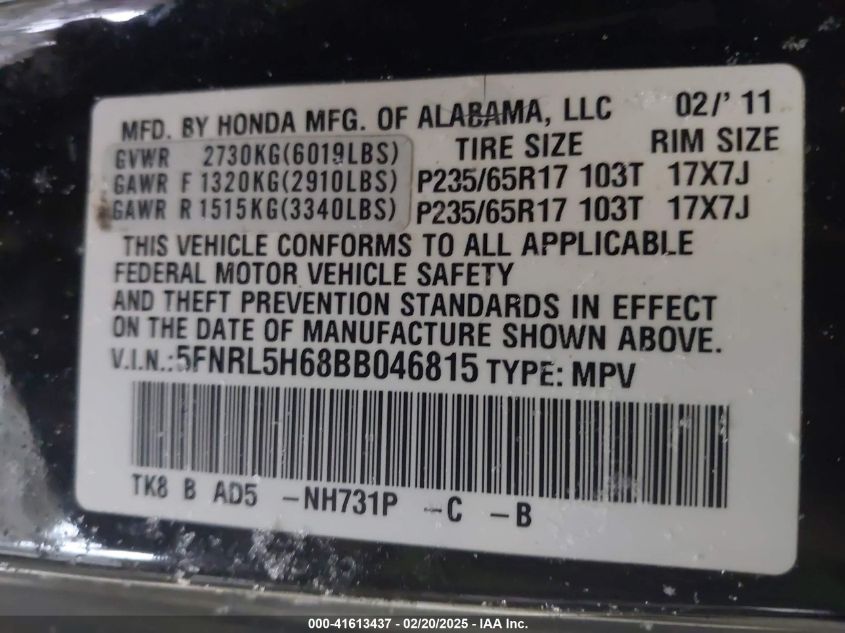 MFD. BY HONDA MFG. OF ALABAMA, LLC 02/' 11
GVWR 2730KG(6019LBS) TIRE SIZE RIM SIZE
GAWR F 1320KG(2910LBS) P235/65R17 103T 17X7J
GAWR R 1515KG(3340LBS) P235/65R17 103T 17X7J
THIS VEHICLE CONFORMS TO ALL APPLICABLE
FEDERAL MOTOR VEHICLE SAFETY
AND THEFT PREVENTION STANDARDS IN EFFECT
ON THE DATE OF MANUFACTURE SHOWN ABOVE.
V.I.N.:5FNRL5H68BB046815 TYPE: MPV
TK8 B AD5 -NH731P -C -B
000-41613437 - 02/20/2025 - IAA, Inc.